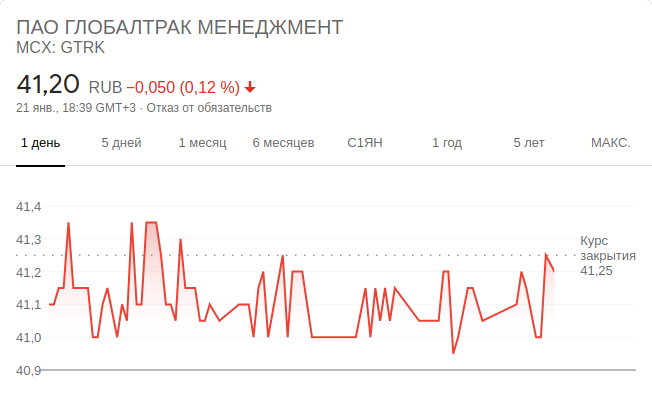 ПАО ГЛОБАЛТРАК МЕНЕДЖМЕНТ
MCX: GTRK
41,20 RUB −0,050 (0,12 %)
21 янв., 18:39 GMT+3 · Отказ от обязательств
1 день 5 дней 1 месяц 6 месяцев С1ЯН 1 год 5 лет МАКС.
41,4
41,3
41,2
41,1
41,0
40,9
Курс
закрытия
41,25